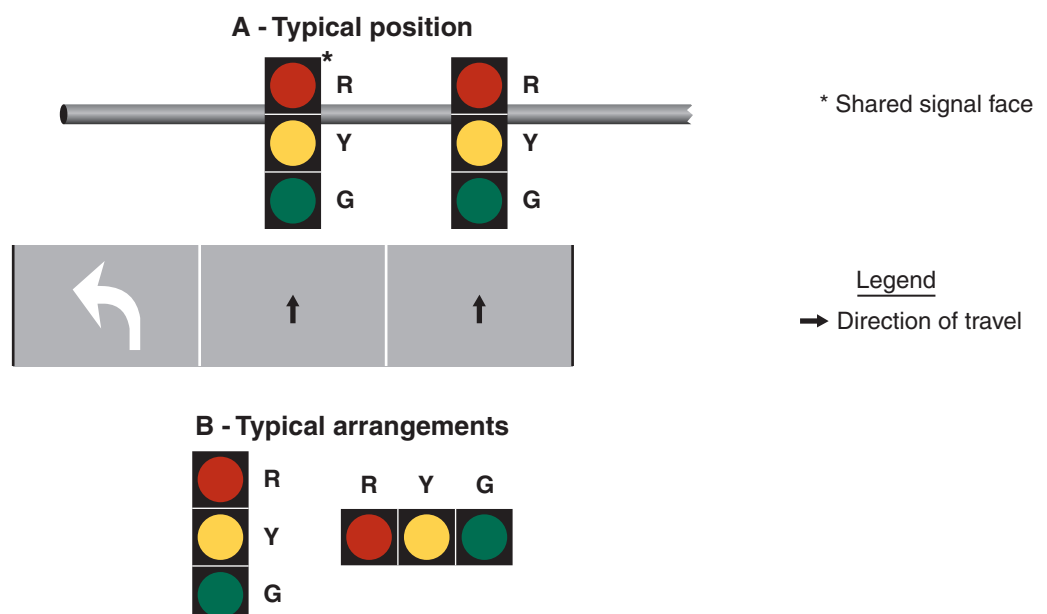 A - Typical position
*
R R
* Shared signal face
Y Y
G G
Legend
Direction of travel
B - Typical arrangements
R
R Y G
Y
G